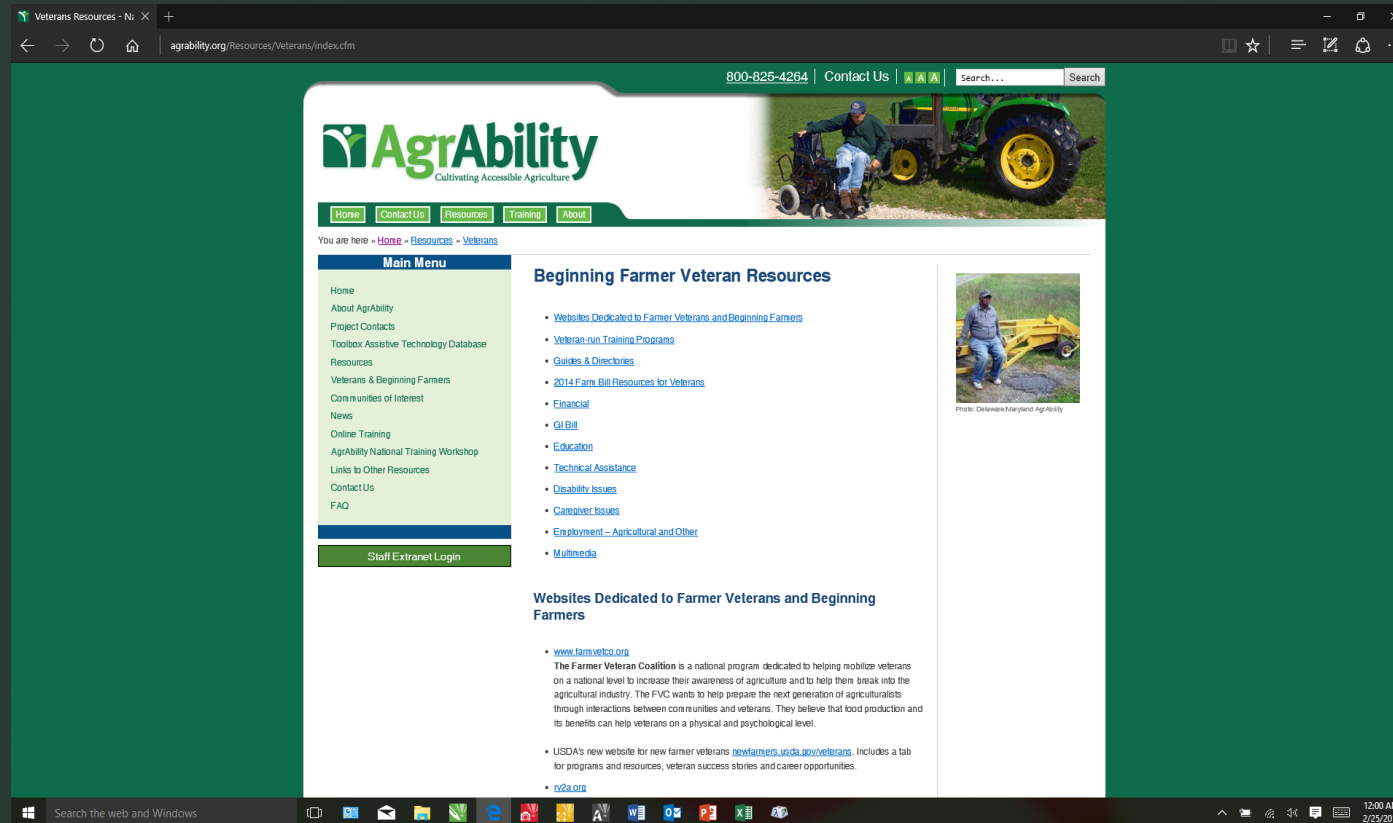 Veterans Resources - Na
agrability.org/Resources/Veterans/index.cfm
800-825-4264 | Contact Us | A A A Search... Search
AgrAbility
Cultivating Accessible Agriculture
Home Contact Us Resources Training About
You are here » Home » Resources » Veterans
Main Menu
Home
About AgrAbility
Project Contacts
Toolbox Assistive Technology Database
Resources
Veterans & Beginning Farmers
Communities of Interest
News
Online Training
AgrAbility National Training Workshop
Links to Other Resources
Contact Us
FAQ
Staff Extranet Login
Beginning Farmer Veteran Resources
• Websites Dedicated to Farmer Veterans and Beginning Farmers
• Veteran-run Training Programs
• Guides & Directories
• 2014 Farm Bill Resources for Veterans
• Financial
• GI Bill
• Education
• Technical Assistance
• Disability Issues
• Caregiver Issues
• Employment – Agricultural and Other
• Multimedia
Websites Dedicated to Farmer Veterans and Beginning
Farmers
• www.farmvetco.org
The Farmer Veteran Coalition is a national program dedicated to helping mobilize veterans
on a national level to increase their awareness of agriculture and to help them break into the
agricultural industry. The FVC wants to help prepare the next generation of agriculturalists
through interactions between communities and veterans. They believe that food production and
its benefits can help veterans on a physical and psychological level.
• USDA's new website for new farmer veterans newfarmers.usda.gov/veterans. Includes a tab
for programs and resources, veteran success stories and career opportunities.
• rv2a.org
Photo: Delaware/Maryland AgrAbility
Search the web and Windows
12:00 A
2/25/20